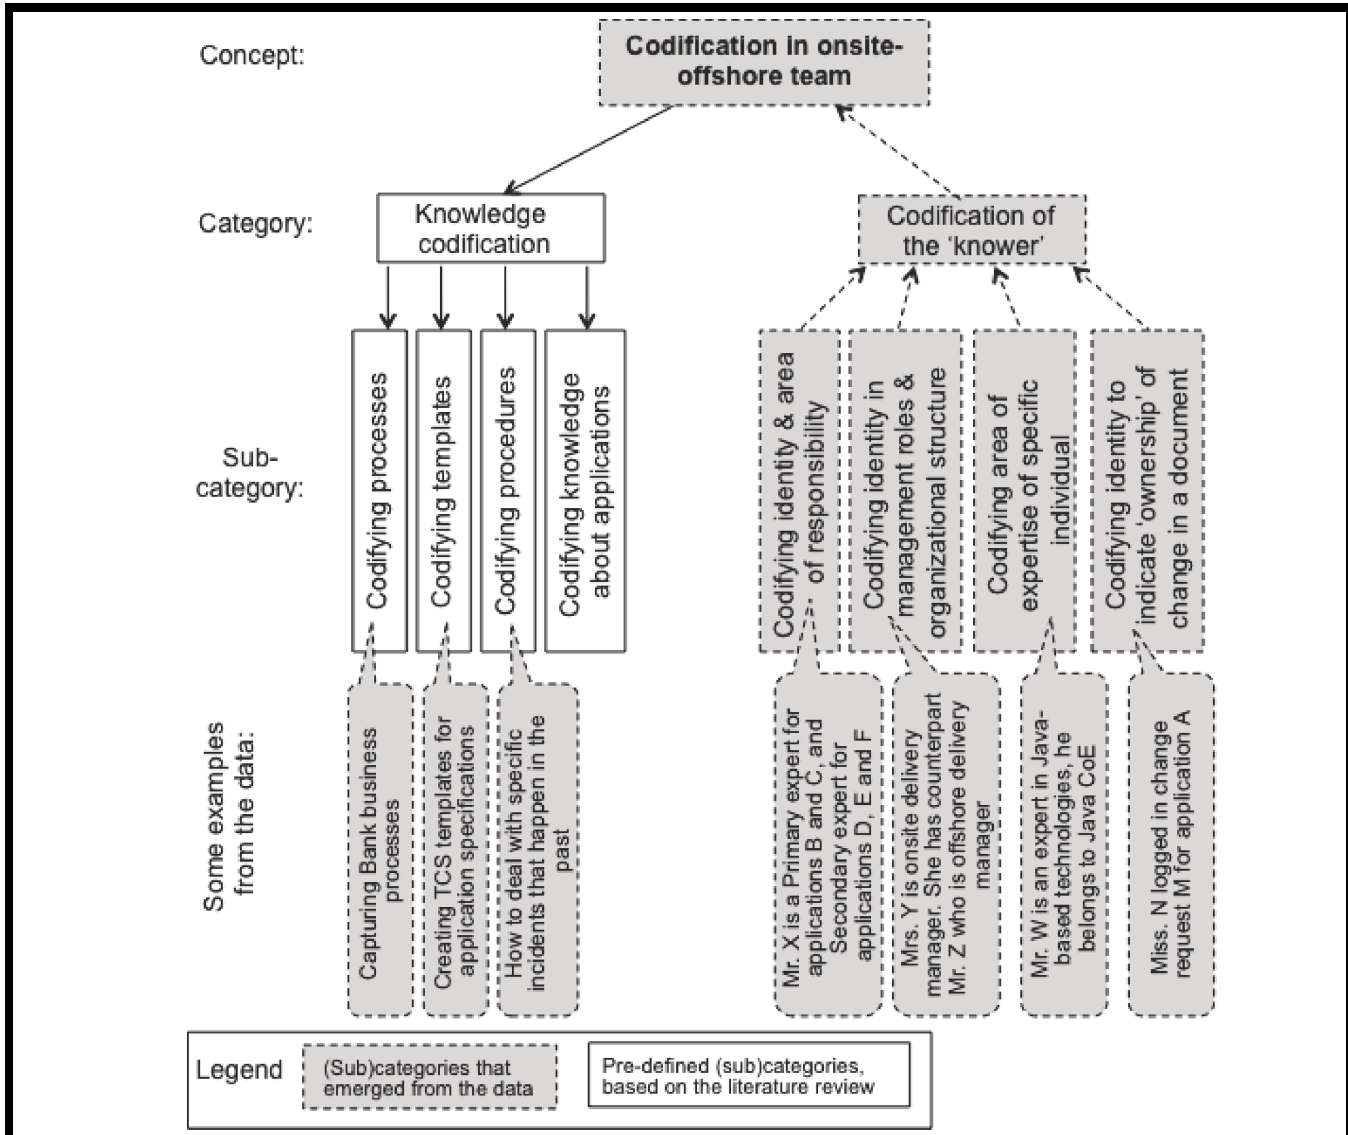 Concept:
Codification in onsite-
offshore team
Category:
Knowledge
codification
Codification of
the ‘knower’
Sub-
category:
Codifying processes
Codifying templates
Codifying procedures
Codifying knowledge
about applications
Codifying identity & area
of responsibility
Codifying identity in
management roles &
organizational structure
Codifying area of
expertise of specific
individual
Codifying identity to
indicate ‘ownership’ of
change in a document
Some examples
from the data:
Capturing Bank business
processes
Creating TCS templates for
application specifications
How to deal with specific
incidents that happen in the
past
Mr. X is a Primary expert for
applications B and C, and
Secondary expert for
applications D, E and F
Mrs. Y is onsite delivery
manager. She has counterpart
Mr. Z who is offshore delivery
manager
Mr. W is an expert in Java-
based technologies, he
belongs to Java CoE
Miss. N logged in change
request M for application A
Legend
(Sub)categories that
emerged from the data
Pre-defined (sub)categories,
based on the literature review